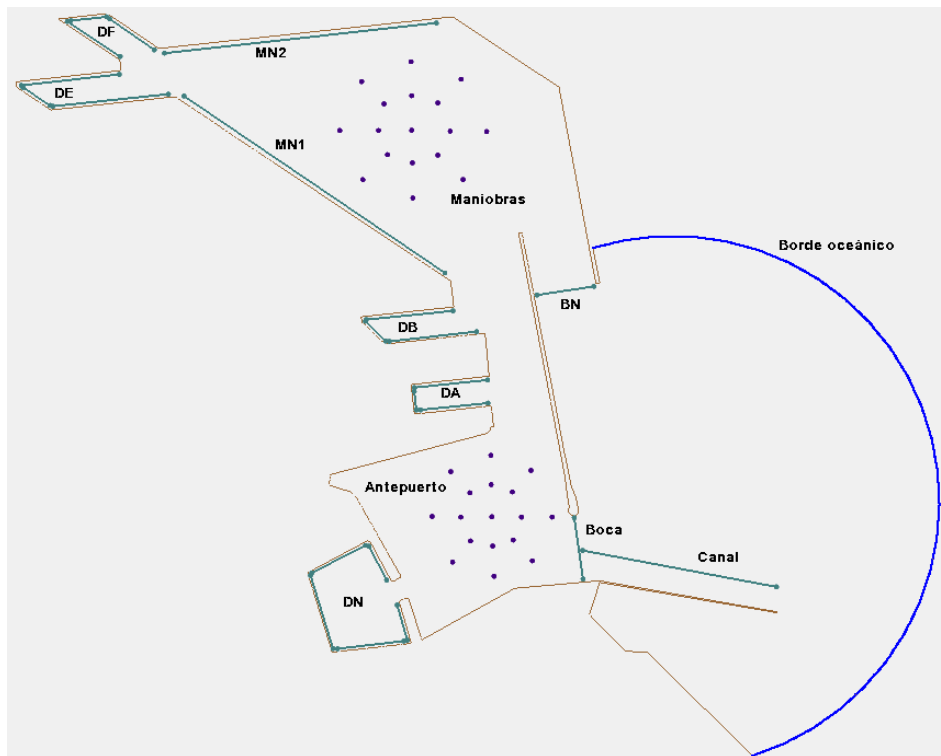 DF
MN2
DE
MN1
Maniobras
Borde oceánico
BN
DB
DA
Antepuerto
Boca
Canal
DN